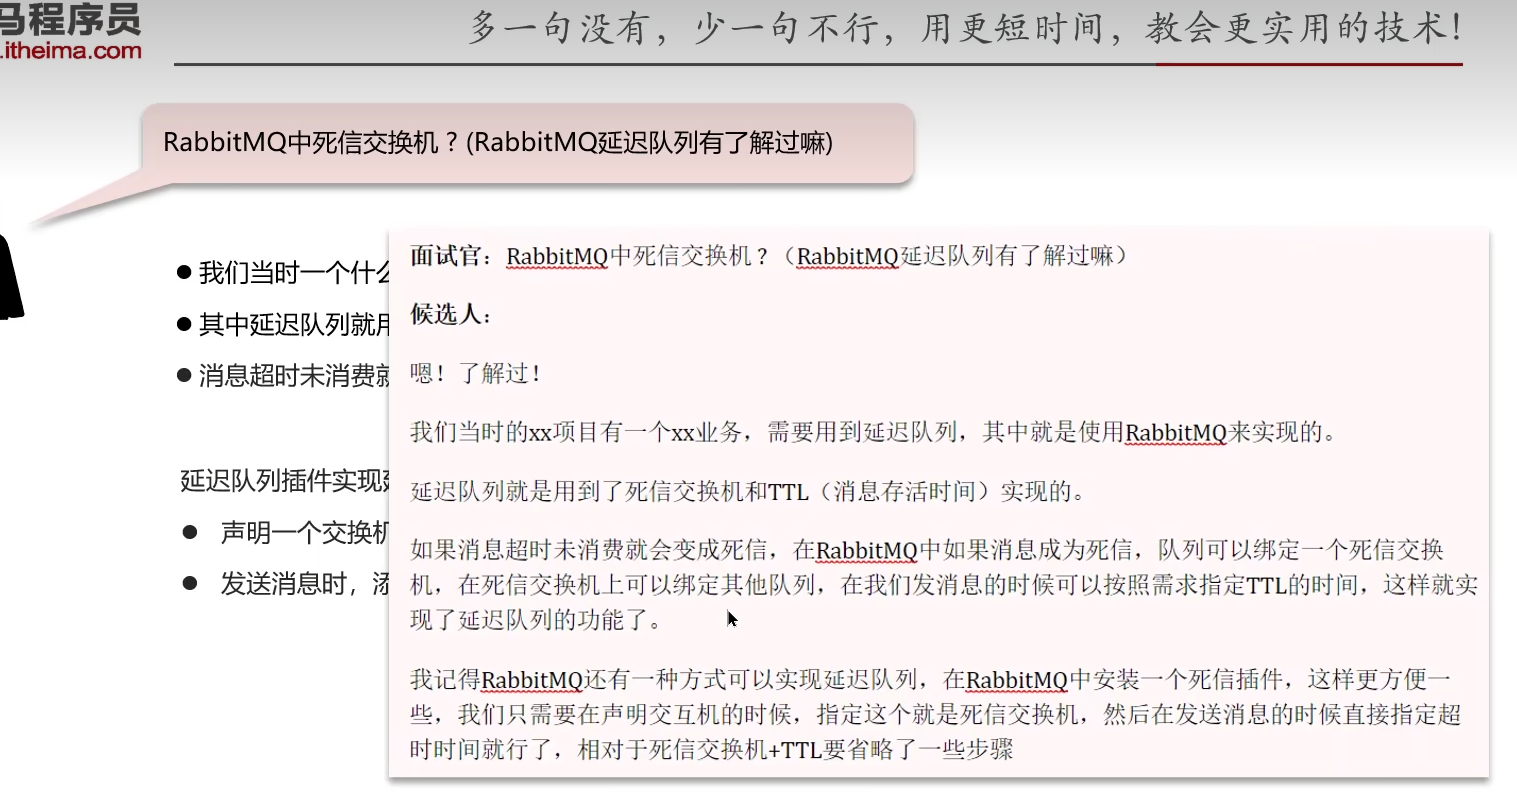 马程序员
.itheima.com
多一句没有，少一句不行，用更短时间，教会更实用的技术！
RabbitMQ中死信交换机？(RabbitMQ延迟队列有了解过嘛)
我们当时一个什
其中延迟队列就
消息超时未消费
延迟队列插件实现
声明一个交换
发送消息时，
面试官：RabbitMQ中死信交换机？（RabbitMQ延迟队列有了解过嘛）
候选人：
嗯！了解过！
我们当时的xx项目有一个xx业务，需要用到延迟队列，其中就是使用RabbitMQ来实现的。
延迟队列就是用到了死信交换机和TTL（消息存活时间）实现的。
如果消息超时未消费就会变成死信，在RabbitMQ中如果消息成为死信，队列可以绑定一个死信交换
机，在死信交换机上可以绑定其他队列，在我们发消息的时候可以按照需求指定TTL的时间，这样就实
现了延迟队列的功能了。
我记得RabbitMQ还有一种方式可以实现延迟队列，在RabbitMQ中安装一个死信插件，这样更方便一
些，我们只需要在声明交互机的时候，指定这个就是死信交换机，然后在发送消息的时候直接指定超
时时间就行了，相对于死信交换机+TTL要省略了一些步骤